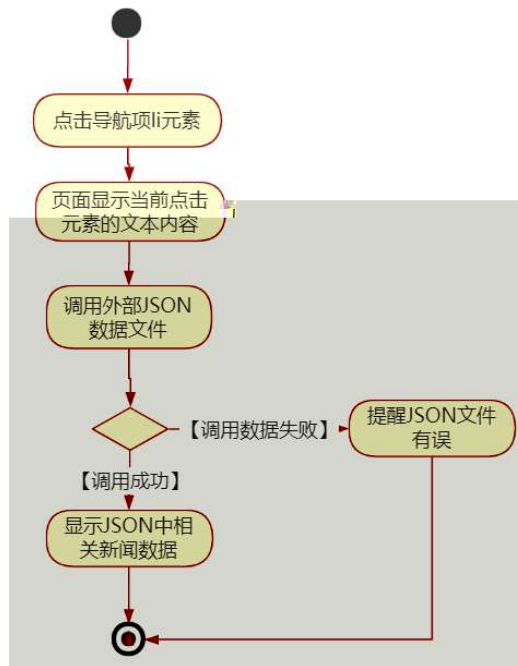 点击导航项li元素
页面显示当前点击
元素的文本内容
调用外部JSON
数据文件
【调用数据失败】
提醒JSON文件
有误
【调用成功】
显示JSON中相
关新闻数据